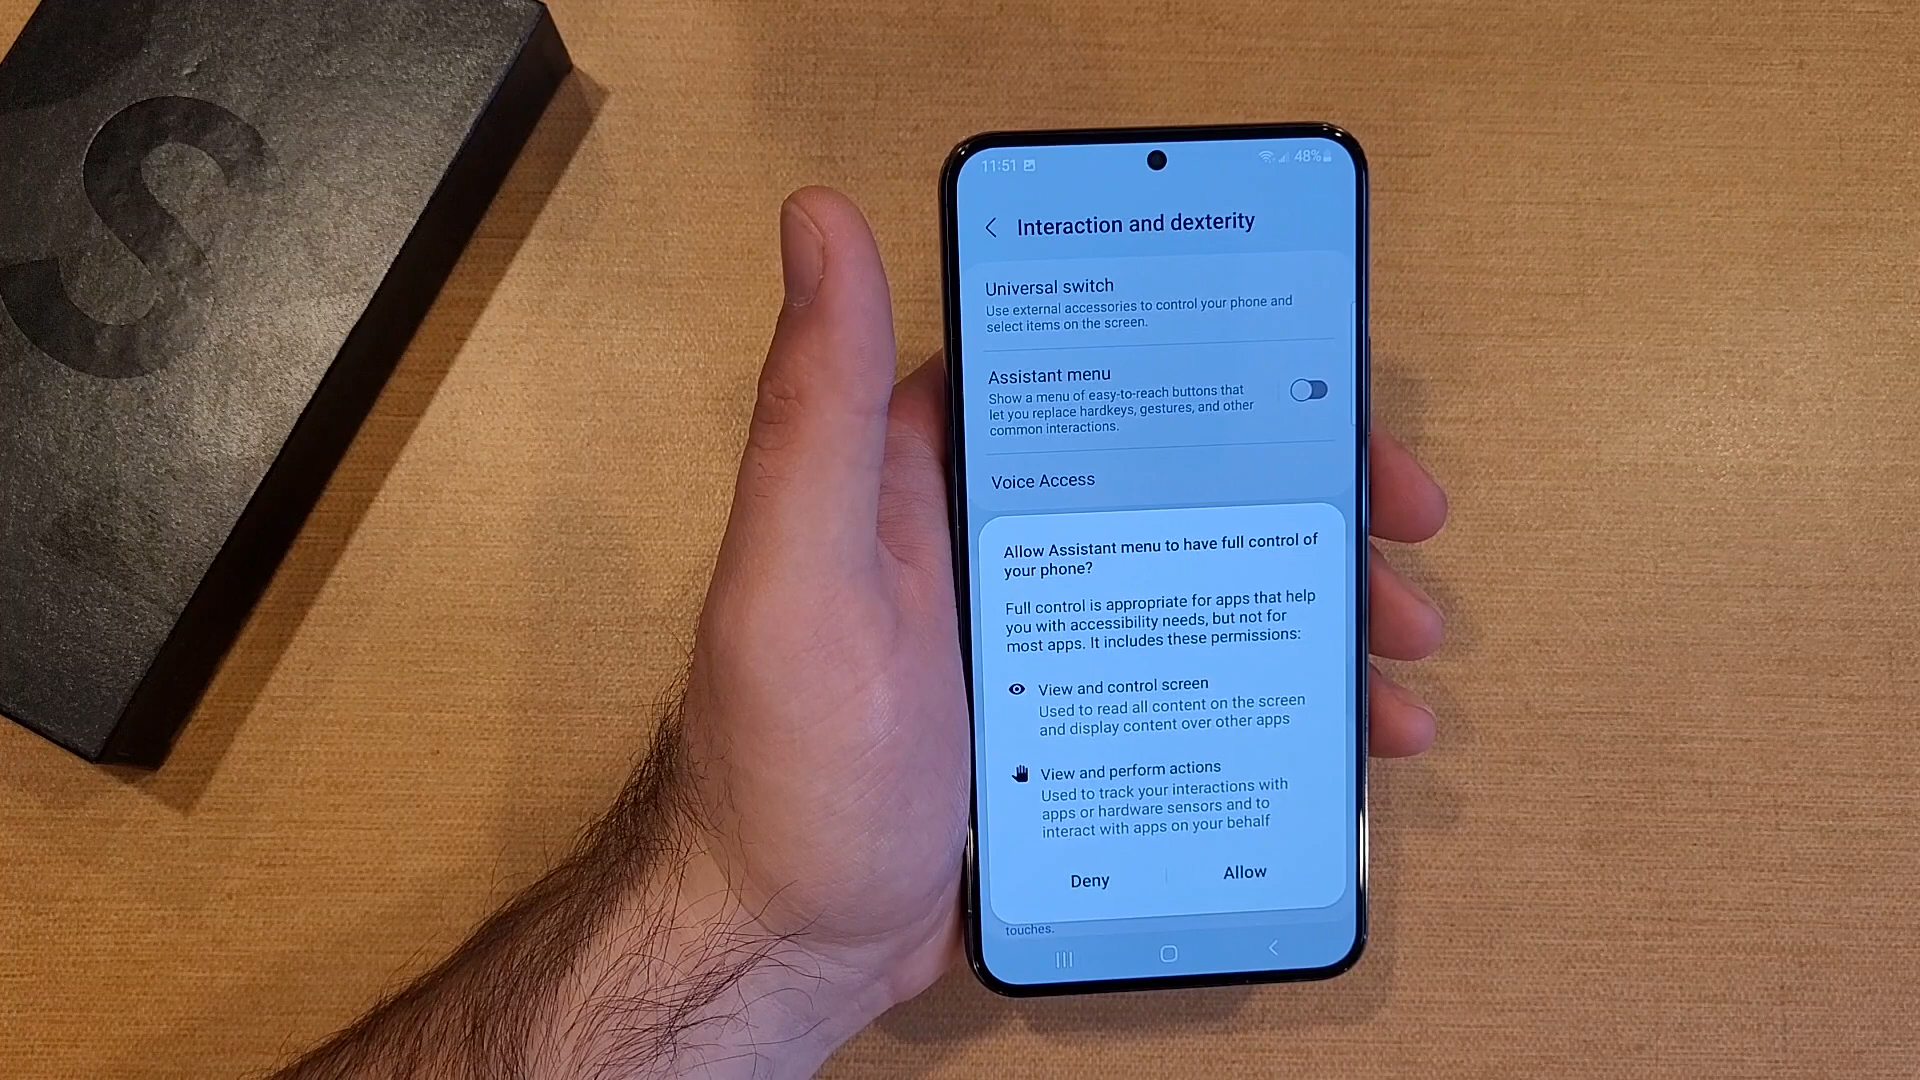 S
11:51 48%
Interaction and dexterity
Universal switch
Use external accessories to control your phone and
select items on the screen.
Assistant menu
Show a menu of easy-to-reach buttons that
let you replace hardkeys, gestures, and other
common interactions.
Voice Access
Allow Assistant menu to have full control of
your phone?
Full control is appropriate for apps that help
you with accessibility needs, but not for
most apps. It includes these permissions:
View and control screen
Used to read all content on the screen
and display content over other apps
View and perform actions
Used to track your interactions with
apps or hardware sensors and to
interact with apps on your behalf
Deny Allow
touches.